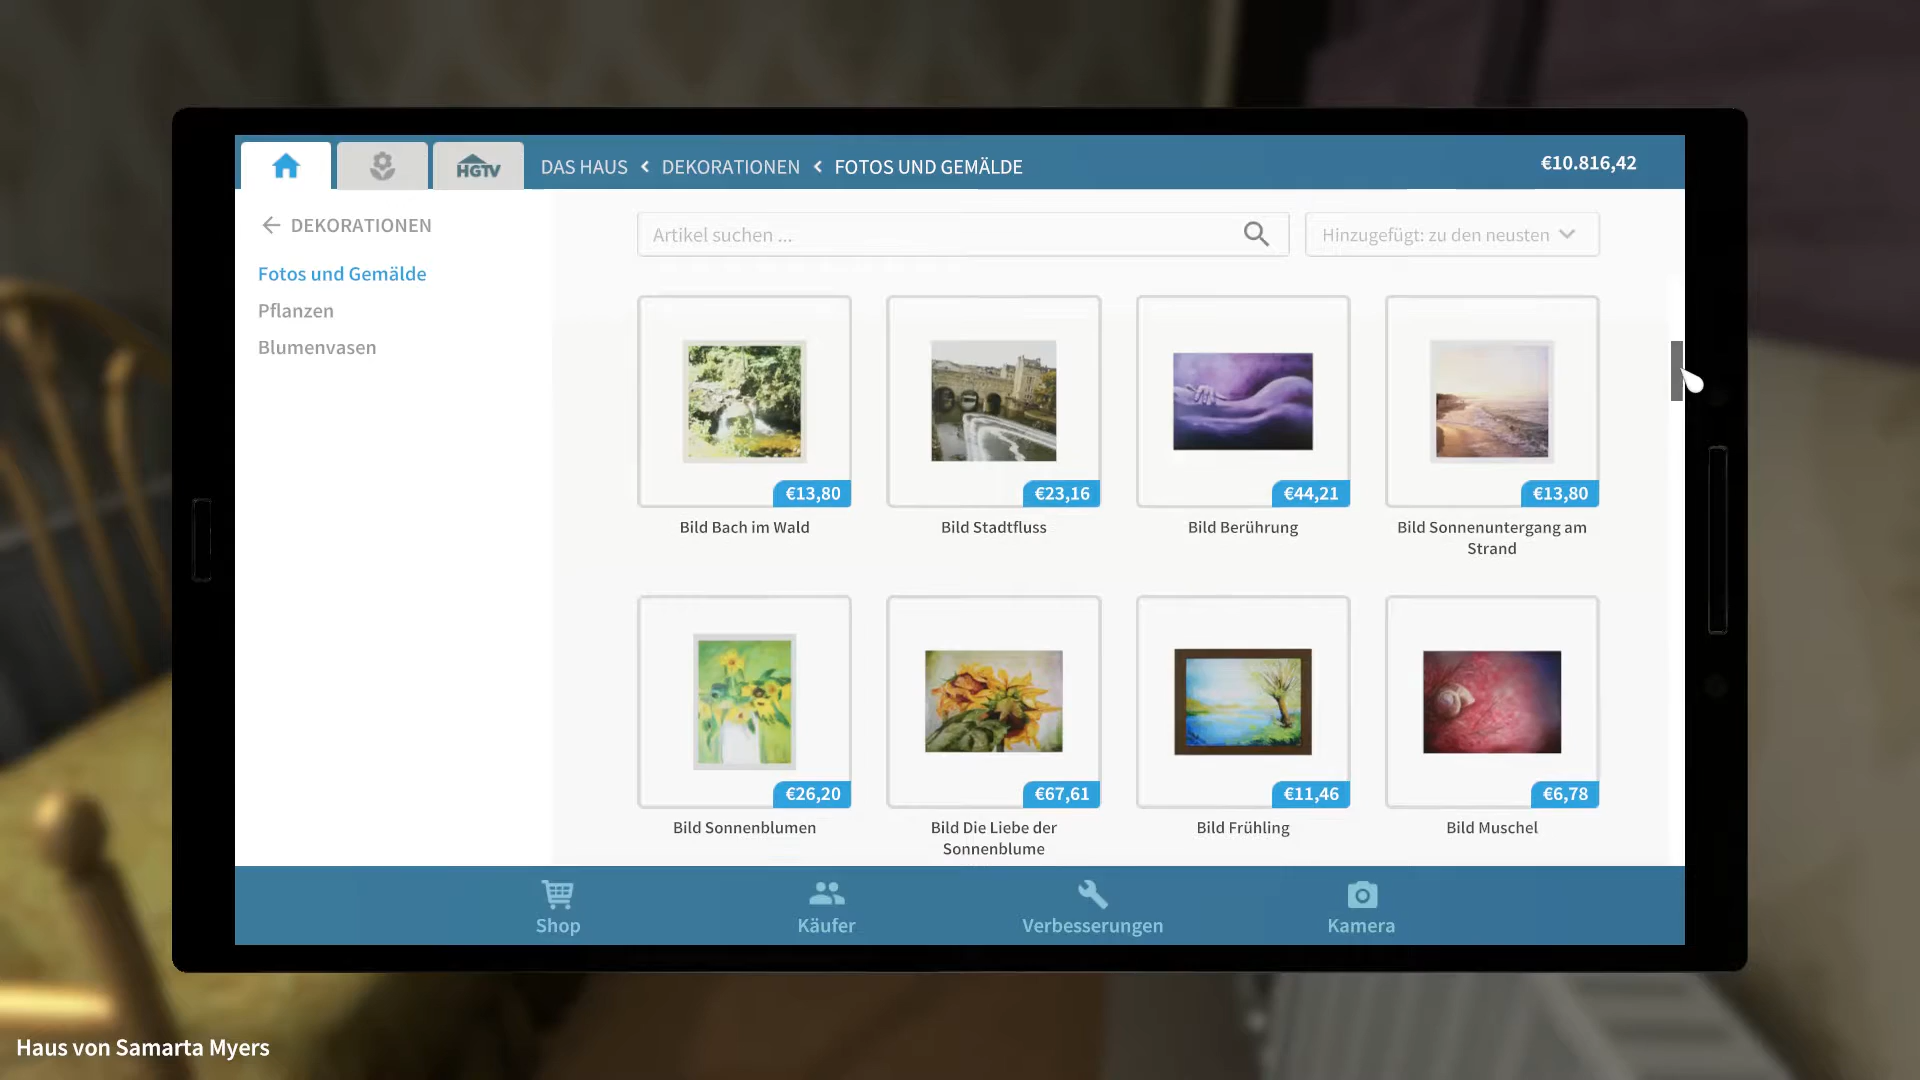 HGTV
DAS HAUS < DEKORATIONEN < FOTOS UND GEMÄLDE
€10.816,42
DEKORATIONEN
Fotos und Gemälde
Pflanzen
Blumenvasen
Artikel suchen ...
Hinzugefügt: zu den neusten
€13,80
€23,16
€44,21
€13,80
Bild Bach im Wald
Bild Stadtfluss
Bild Berührung
Bild Sonnenuntergang am
Strand
€26,20
€67,61
€11,46
€6,78
Bild Sonnenblumen
Bild Die Liebe der
Sonnenblume
Bild Frühling
Bild Muschel
Shop
Käufer
Verbesserungen
Kamera
Haus von Samarta Myers